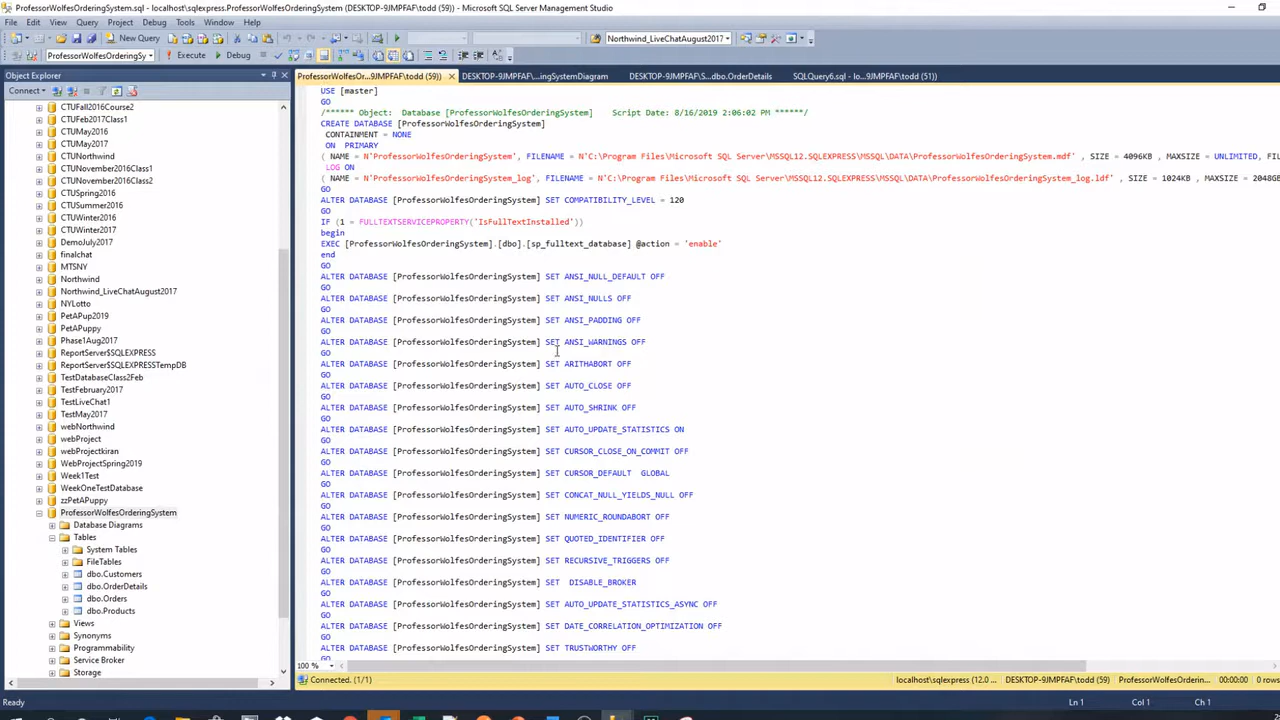 ProfessorWolfesOrderingSystem.sql - localhost\sqlexpress.ProfessorWolfesOrderingSystem (DESKTOP-9JMPFAF\todd (59)) - Microsoft SQL Server Management Studio
File Edit View Query Project Debug Tools Window Help
New Query Northwind_LiveChatAugust2017
ProfessorWolfesOrderingSy Execute Debug
Object Explorer
ProfessorWolfesOr...9JMPFAF\todd (59)) DESKTOP-9JMPFAF\...ingSystemDiagram DESKTOP-9JMPFAF\S...dbo.OrderDetails SQLQuery6.sql - lo...9JMPFAF\todd (51))
Connect
CTUFall2016Course2
CTUFeb2017Class1
CTUMay2016
CTUMay2017
CTUNorthwind
CTUNovember2016Class1
CTUNovember2016Class2
CTUSpring2016
CTUSummer2016
CTUWinter2016
CTUWinter2017
DemoJuly2017
finalchat
MTSNY
Northwind
Northwind_LiveChatAugust2017
NYLotto
PetAPup2019
PetAPuppy
Phase1Aug2017
ReportServer$SQLEXPRESS
ReportServer$SQLEXPRESSTempDB
TestDatabaseClass2Feb
TestFebruary2017
TestLiveChat1
TestMay2017
webNorthwind
webProject
webProjectkiran
WebProjectSpring2019
Week1Test
WeekOneTestDatabase
zzPetAPuppy
ProfessorWolfesOrderingSystem
Database Diagrams
Tables
System Tables
FileTables
dbo.Customers
dbo.OrderDetails
dbo.Orders
dbo.Products
Views
Synonyms
Programmability
Service Broker
Storage
USE [master]
GO
/****** Object:  Database [ProfessorWolfesOrderingSystem]    Script Date: 8/16/2019 2:06:02 PM ******/
CREATE DATABASE [ProfessorWolfesOrderingSystem]
CONTAINMENT = NONE
ON  PRIMARY
( NAME = N'ProfessorWolfesOrderingSystem', FILENAME = N'C:\Program Files\Microsoft SQL Server\MSSQL12.SQLEXPRESS\MSSQL\DATA\ProfessorWolfesOrderingSystem.mdf' , SIZE = 4096KB , MAXSIZE = UNLIMITED, FIL
LOG ON
( NAME = N'ProfessorWolfesOrderingSystem_log', FILENAME = N'C:\Program Files\Microsoft SQL Server\MSSQL12.SQLEXPRESS\MSSQL\DATA\ProfessorWolfesOrderingSystem_log.ldf' , SIZE = 1024KB , MAXSIZE = 2048GB
GO
ALTER DATABASE [ProfessorWolfesOrderingSystem] SET COMPATIBILITY_LEVEL = 120
GO
IF (1 = FULLTEXTSERVICEPROPERTY('IsFullTextInstalled'))
begin
EXEC [ProfessorWolfesOrderingSystem].[dbo].[sp_fulltext_database] @action = 'enable'
end
GO
ALTER DATABASE [ProfessorWolfesOrderingSystem] SET ANSI_NULL_DEFAULT OFF
GO
ALTER DATABASE [ProfessorWolfesOrderingSystem] SET ANSI_NULLS OFF
GO
ALTER DATABASE [ProfessorWolfesOrderingSystem] SET ANSI_PADDING OFF
GO
ALTER DATABASE [ProfessorWolfesOrderingSystem] SET ANSI_WARNINGS OFF
GO
ALTER DATABASE [ProfessorWolfesOrderingSystem] SET ARITHABORT OFF
GO
ALTER DATABASE [ProfessorWolfesOrderingSystem] SET AUTO_CLOSE OFF
GO
ALTER DATABASE [ProfessorWolfesOrderingSystem] SET AUTO_SHRINK OFF
GO
ALTER DATABASE [ProfessorWolfesOrderingSystem] SET AUTO_UPDATE_STATISTICS ON
GO
ALTER DATABASE [ProfessorWolfesOrderingSystem] SET CURSOR_CLOSE_ON_COMMIT OFF
GO
ALTER DATABASE [ProfessorWolfesOrderingSystem] SET CURSOR_DEFAULT  GLOBAL
GO
ALTER DATABASE [ProfessorWolfesOrderingSystem] SET CONCAT_NULL_YIELDS_NULL OFF
GO
ALTER DATABASE [ProfessorWolfesOrderingSystem] SET NUMERIC_ROUNDABORT OFF
GO
ALTER DATABASE [ProfessorWolfesOrderingSystem] SET QUOTED_IDENTIFIER OFF
GO
ALTER DATABASE [ProfessorWolfesOrderingSystem] SET RECURSIVE_TRIGGERS OFF
GO
ALTER DATABASE [ProfessorWolfesOrderingSystem] SET  DISABLE_BROKER
GO
ALTER DATABASE [ProfessorWolfesOrderingSystem] SET AUTO_UPDATE_STATISTICS_ASYNC OFF
GO
ALTER DATABASE [ProfessorWolfesOrderingSystem] SET DATE_CORRELATION_OPTIMIZATION OFF
GO
ALTER DATABASE [ProfessorWolfesOrderingSystem] SET TRUSTWORTHY OFF
GO
100 %
Connected. (1/1) localhost\sqlexpress (12.0 ... DESKTOP-9JMPFAF\todd (59) ProfessorWolfesOrderin... 00:00:00 0 rows
Ready Ln 1 Col 1 Ch 1